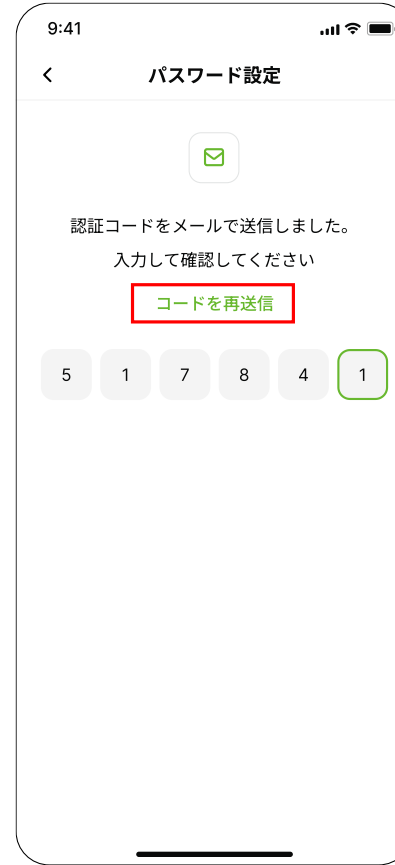 9:41
パスワード設定
認証コードをメールで送信しました。
入力して確認してください
コードを再送信
5 1 7 8 4 1